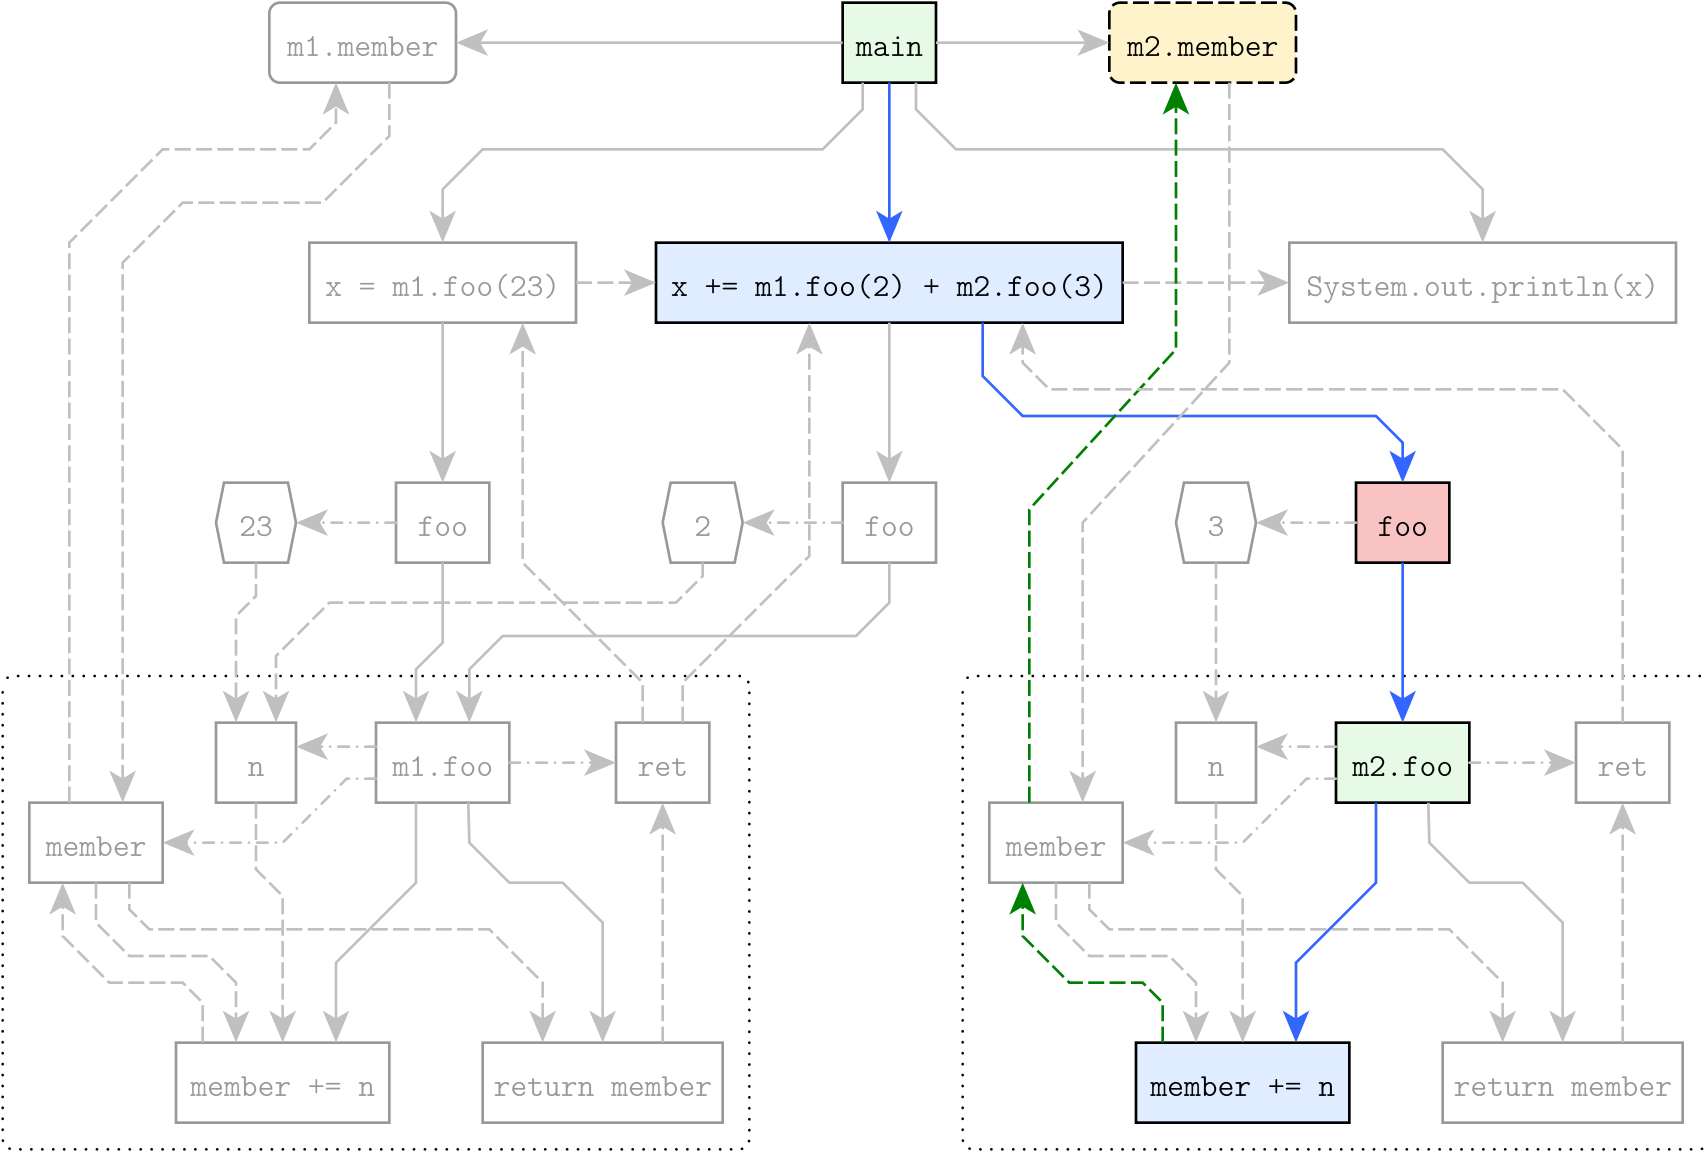 m1.member
main
m2.member
x = m1.foo(23)
x += m1.foo(2) + m2.foo(3)
System.out.println(x)
23
foo
2
foo
3
foo
n
m1.foo
ret
n
m2.foo
ret
member
member
member += n
return member
member += n
return member